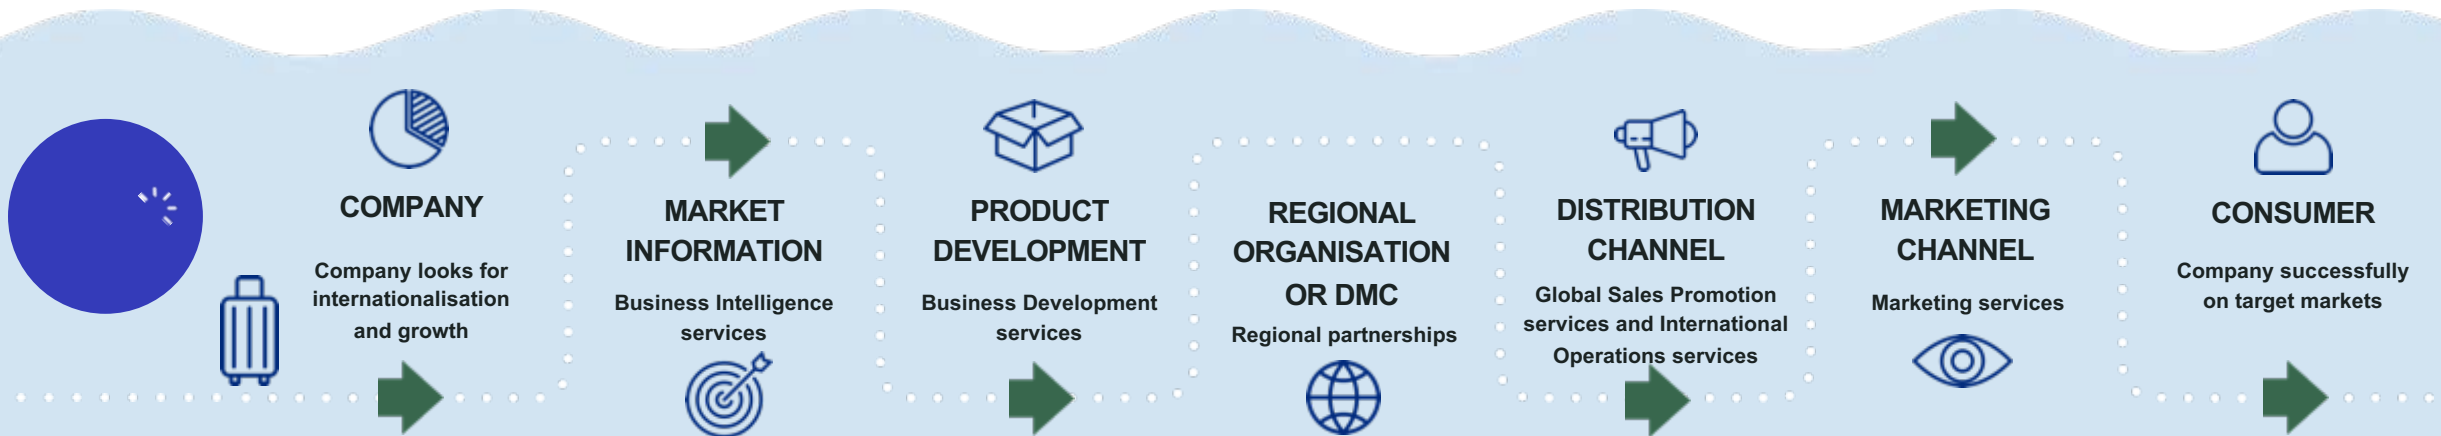 COMPANY
Company looks for
internationalisation
and growth
MARKET
INFORMATION
Business Intelligence
services
PRODUCT
DEVELOPMENT
Business Development
services
REGIONAL
ORGANISATION
OR DMC
Regional partnerships
DISTRIBUTION
CHANNEL
Global Sales Promotion
services and International
Operations services
MARKETING
CHANNEL
Marketing services
CONSUMER
Company successfully
on target markets